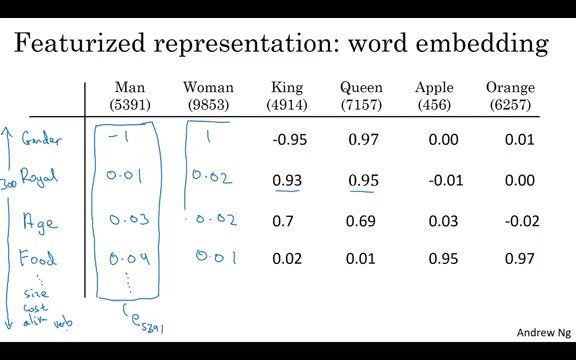 Featurized representation: word embedding
Man Woman King Queen Apple Orange
(5391) (9853) (4914) (7157) (456) (6257)
Gender -1 1 -0.95 0.97 0.00 0.01
300 Royal 0.01 0.02 0.93 0.95 -0.01 0.00
Age 0.03 0.02 0.7 0.69 0.03 -0.02
Food 0.04 0.01 0.02 0.01 0.95 0.97
size
cost
alive verb
e5391
Andrew Ng